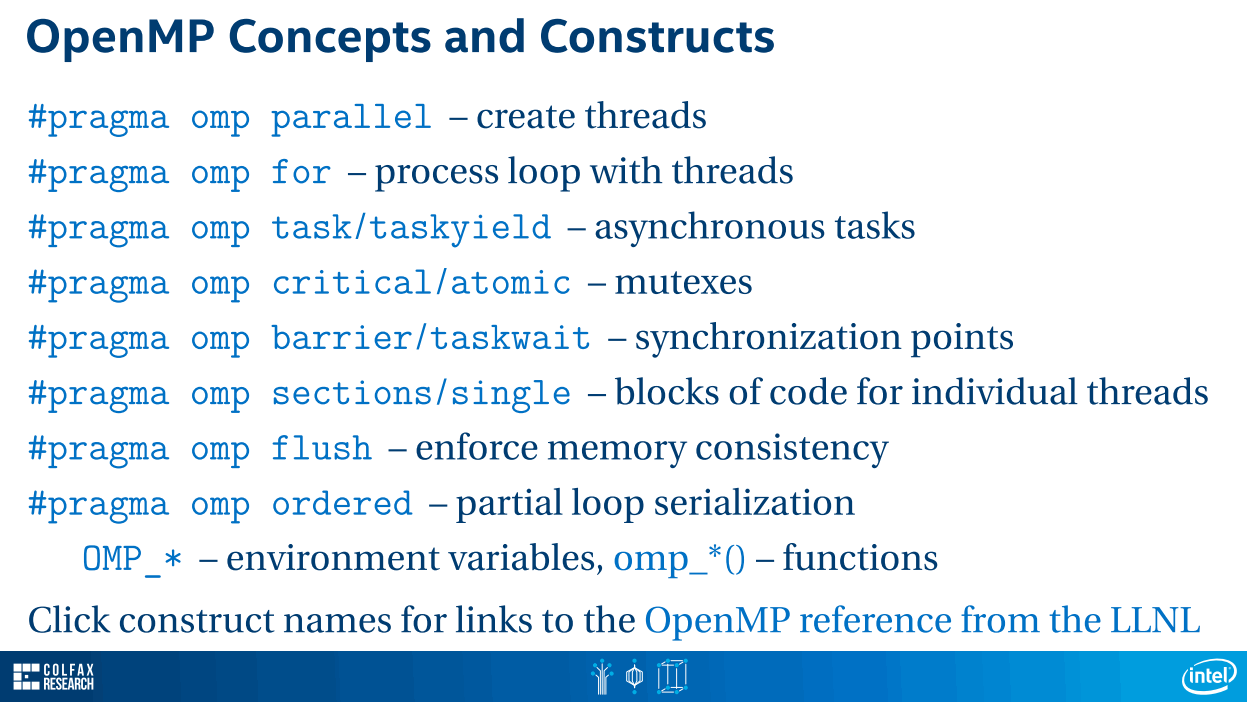 OpenMP Concepts and Constructs
#pragma omp parallel – create threads
#pragma omp for – process loop with threads
#pragma omp task/taskyield – asynchronous tasks
#pragma omp critical/atomic – mutexes
#pragma omp barrier/taskwait – synchronization points
#pragma omp sections/single – blocks of code for individual threads
#pragma omp flush – enforce memory consistency
#pragma omp ordered – partial loop serialization
OMP_* – environment variables, omp_*() – functions
Click construct names for links to the OpenMP reference from the LLNL
COLFAX
RESEARCH
intel